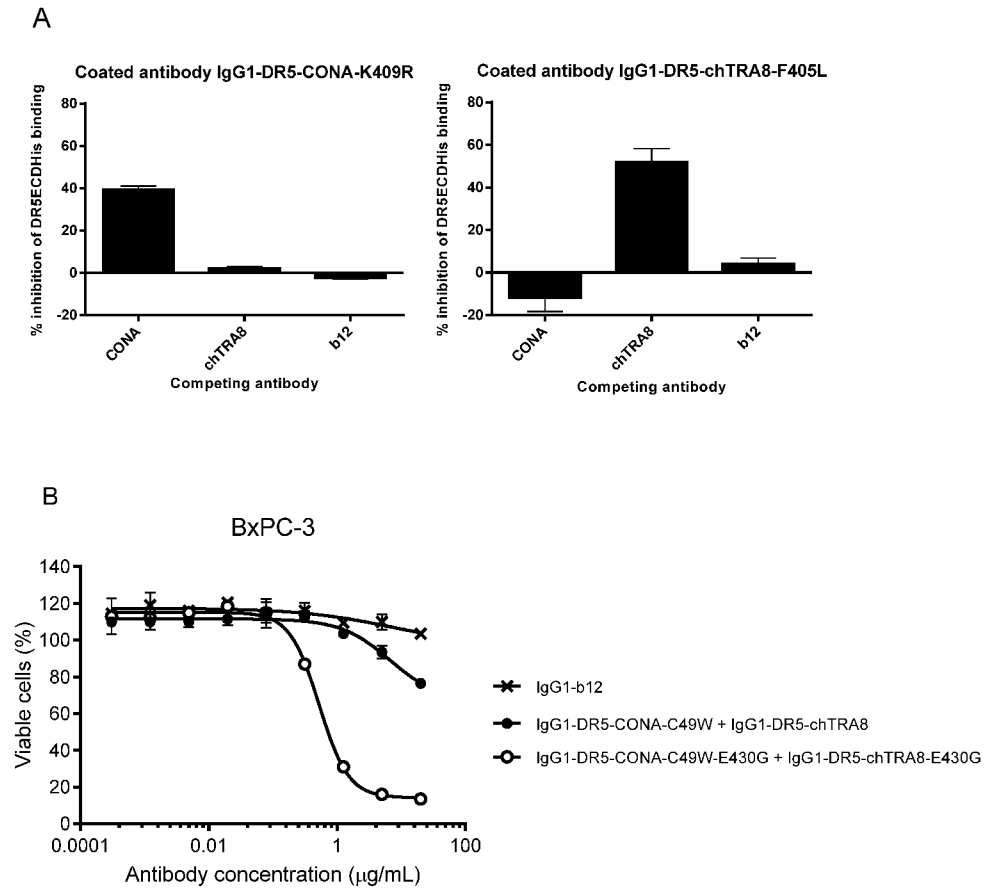 A
Coated antibody IgG1-DR5-CONA-K409R
% inhibition of DR5ECDHis binding
80
60
40
20
0
-20
CONA
chTRA8
b12
Competing antibody
Coated antibody IgG1-DR5-chTRA8-F405L
% inhibition of DR5ECDHis binding
80
60
40
20
0
-20
CONA
chTRA8
b12
Competing antibody
B
BxPC-3
Viable cells (%)
140
120
100
80
60
40
20
0
0.0001
0.01
1
100
Antibody concentration (μg/mL)
IgG1-b12
IgG1-DR5-CONA-C49W + IgG1-DR5-chTRA8
IgG1-DR5-CONA-C49W-E430G + IgG1-DR5-chTRA8-E430G